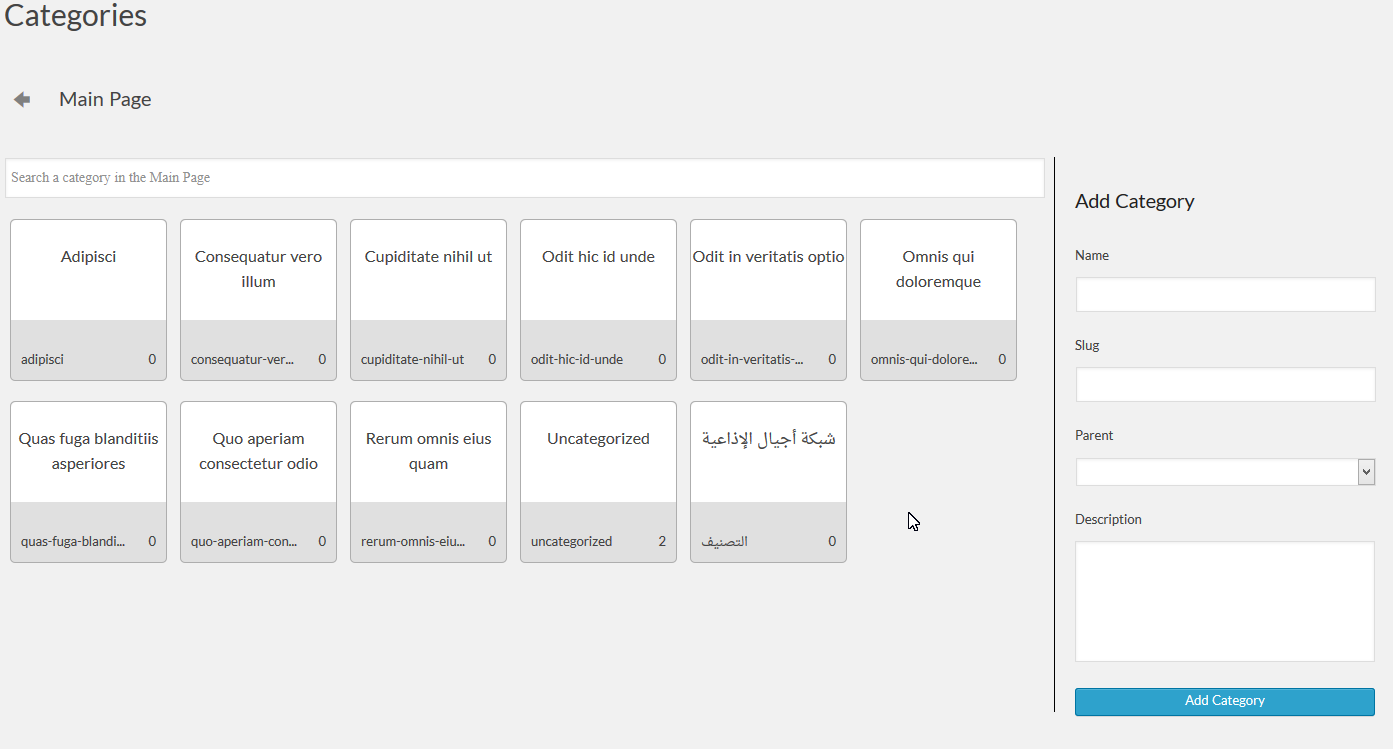 Categories
Main Page
Search a category in the Main Page
Adipisci
adipisci 0
Consequatur vero
illum
consequatur-ver... 0
Cupiditate nihil ut
cupiditate-nihil-ut 0
Odit hic id unde
odit-hic-id-unde 0
Odit in veritatis optio
odit-in-veritatis-... 0
Omnis qui
doloremque
omnis-qui-dolore... 0
Quas fuga blanditiis
asperiores
quas-fuga-blandi... 0
Quo aperiam
consectetur odio
quo-aperiam-con... 0
Rerum omnis eius
quam
rerum-omnis-eiu... 0
Uncategorized
uncategorized 2
شبكة أجيال الإذاعية
التصنيف 0
Add Category
Name
Slug
Parent
Description
Add Category